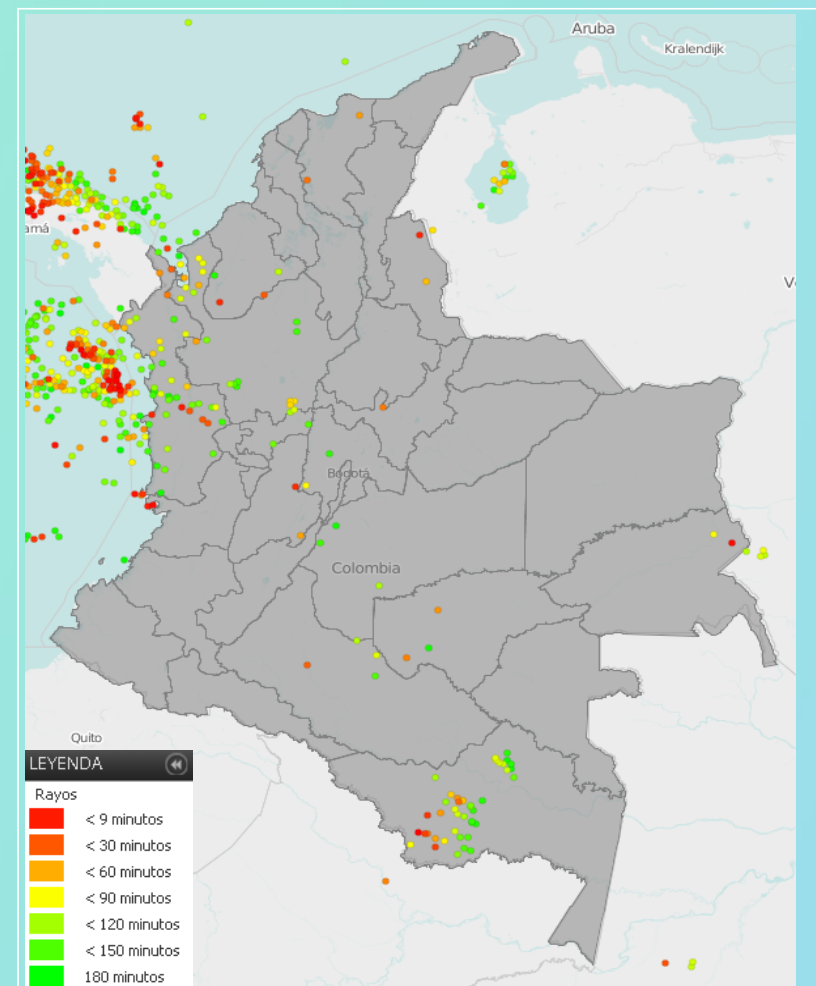 Aruba
Kralendijk
amá
V
Bogotá
Colombia
Quito
LEYENDA
Rayos
< 9 minutos
< 30 minutos
< 60 minutos
< 90 minutos
< 120 minutos
< 150 minutos
180 minutos